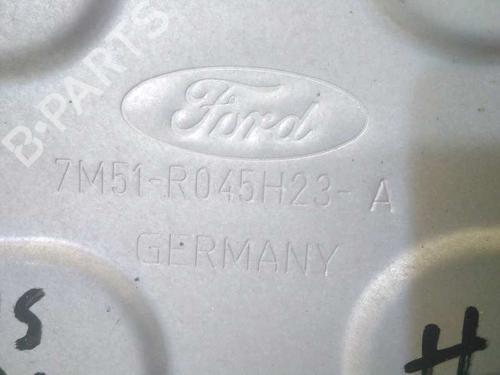 B-PARTS
Ford
7M51-R045H23-A
GERMANY
S
H